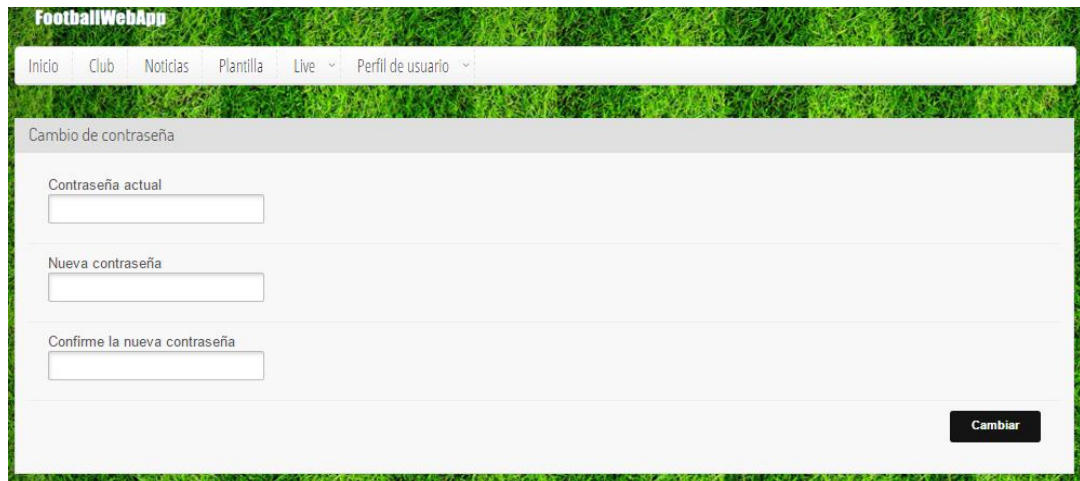 FootballWebApp
Inicio Club Noticias Plantilla Live Perfil de usuario
Cambio de contraseña
Contraseña actual
Nueva contraseña
Confirme la nueva contraseña
Cambiar